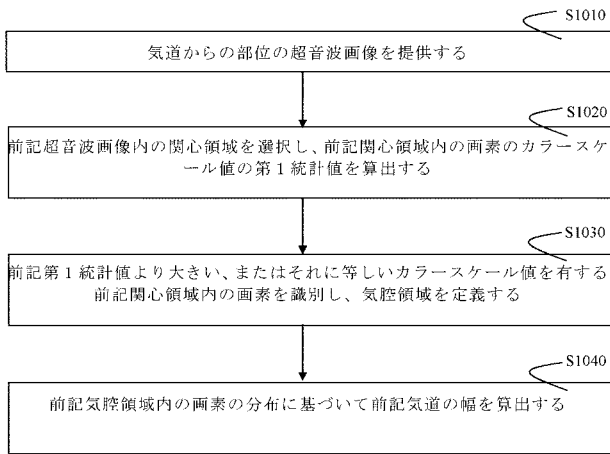 S1010
気道からの部位の超音波画像を提供する
S1020
前記超音波画像内の関心領域を選択し、前記関心領域内の画素のカラースケ
ール値の第1統計値を算出する
S1030
前記第1統計値より大きい、またはそれに等しいカラースケール値を有する
前記関心領域内の画素を識別し、気腔領域を定義する
S1040
前記気腔領域内の画素の分布に基づいて前記気道の幅を算出する